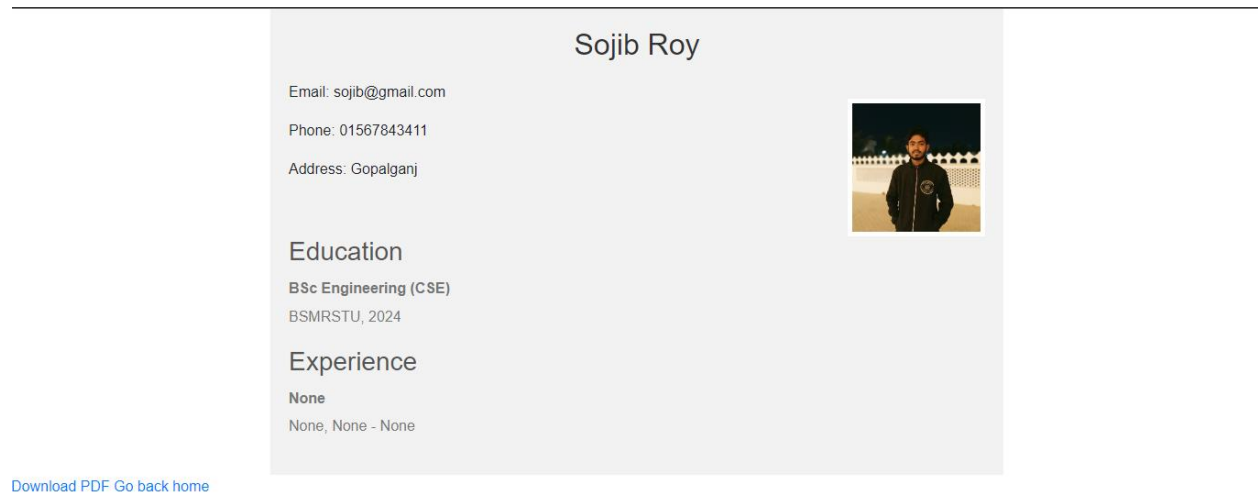 Sojib Roy
Email: sojib@gmail.com
Phone: 01567843411
Address: Gopalganj
Education
BSc Engineering (CSE)
BSMRSTU, 2024
Experience
None
None, None - None
Download PDF Go back home